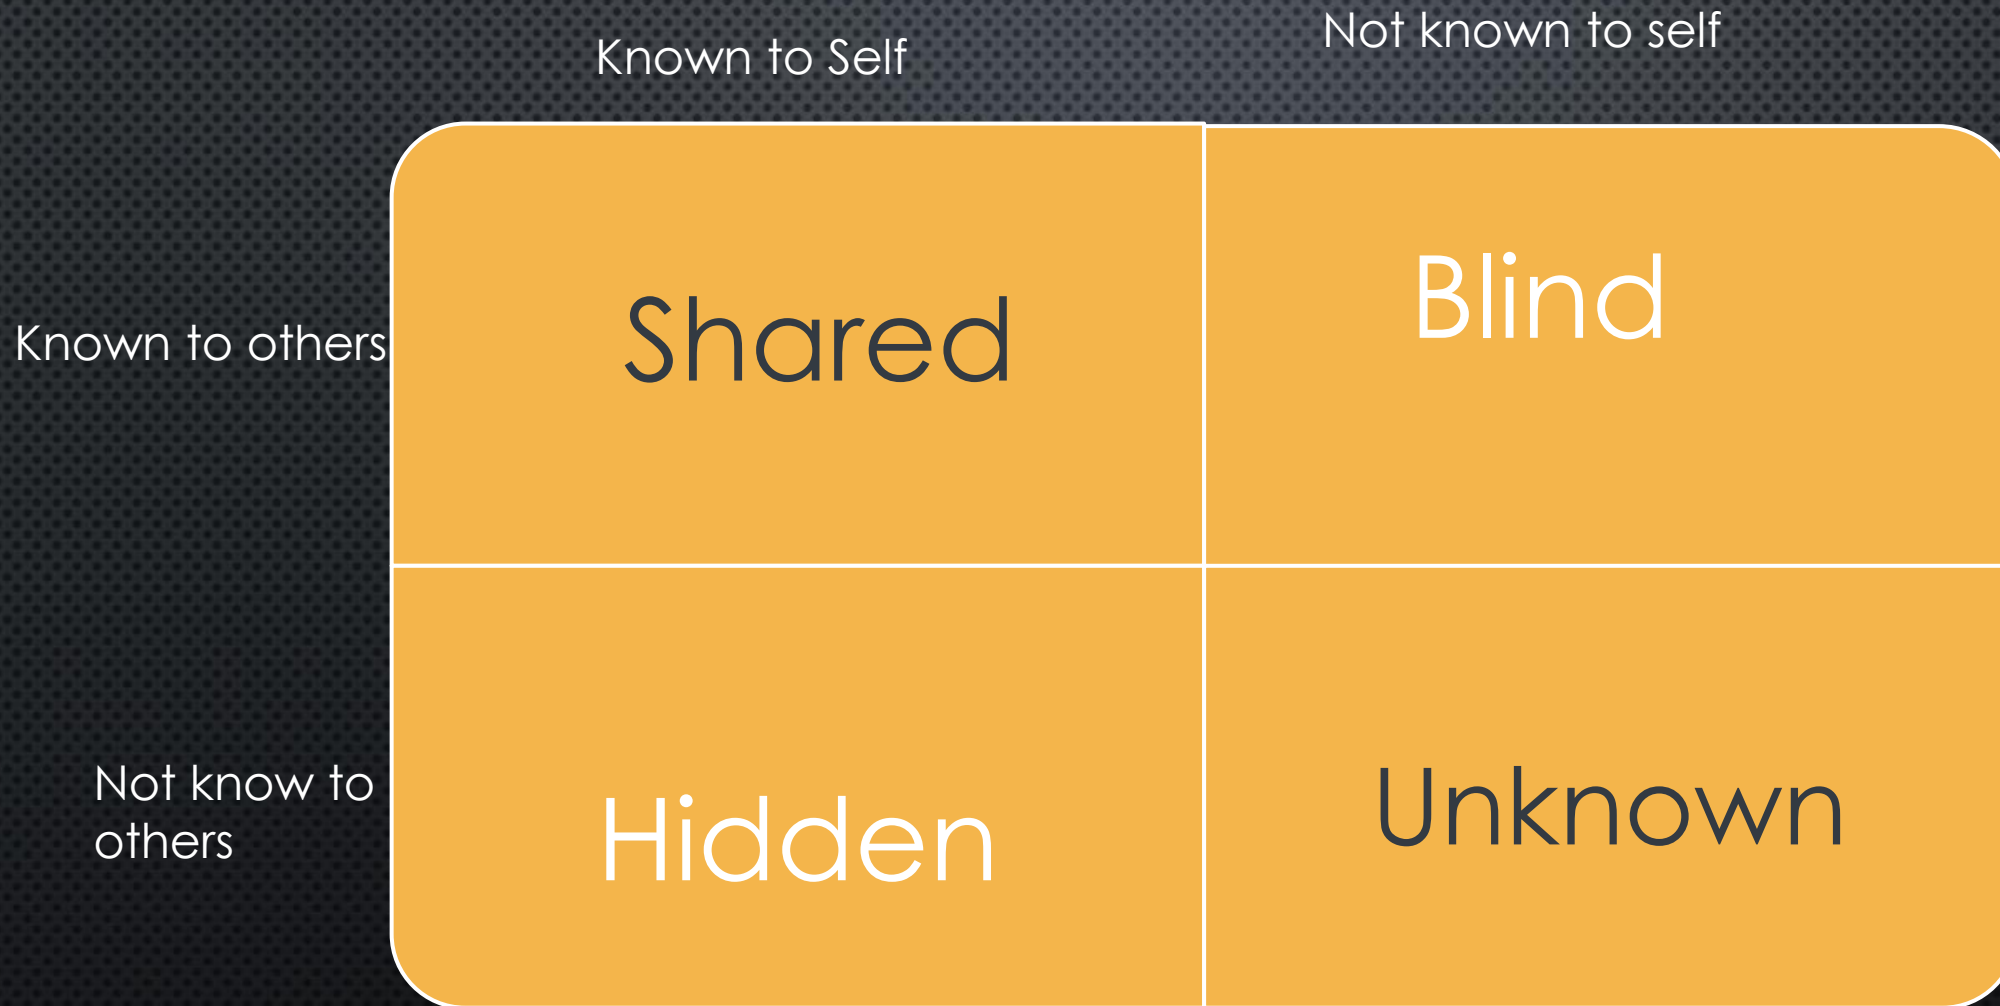 Known to Self
Not known to self
Known to others
Shared
Blind
Not know to
others
Hidden
Unknown